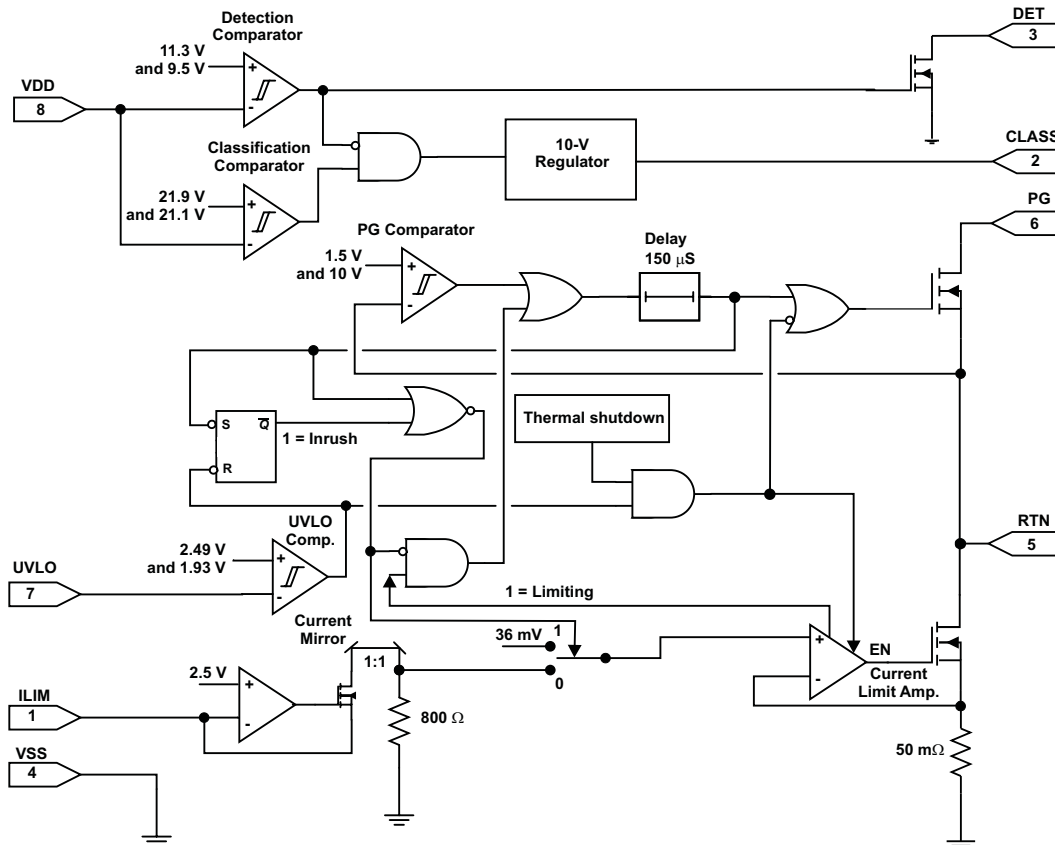 Detection
Comparator
DET
3
11.3 V
and 9.5 V
+
-
VDD
8
Classification
Comparator
10-V
Regulator
CLASS
2
21.9 V
and 21.1 V
+
-
PG
6
PG Comparator
Delay
150 μS
1.5 V
and 10 V
+
-
S
Q
R
1 = Inrush
Thermal shutdown
UVLO
Comp.
RTN
5
2.49 V
and 1.93 V
+
-
UVLO
7
1 = Limiting
Current
Mirror
36 mV
1
1:1
0
+
-
EN
Current
Limit Amp.
2.5 V
+
-
ILIM
1
800 Ω
VSS
4
50 mΩ